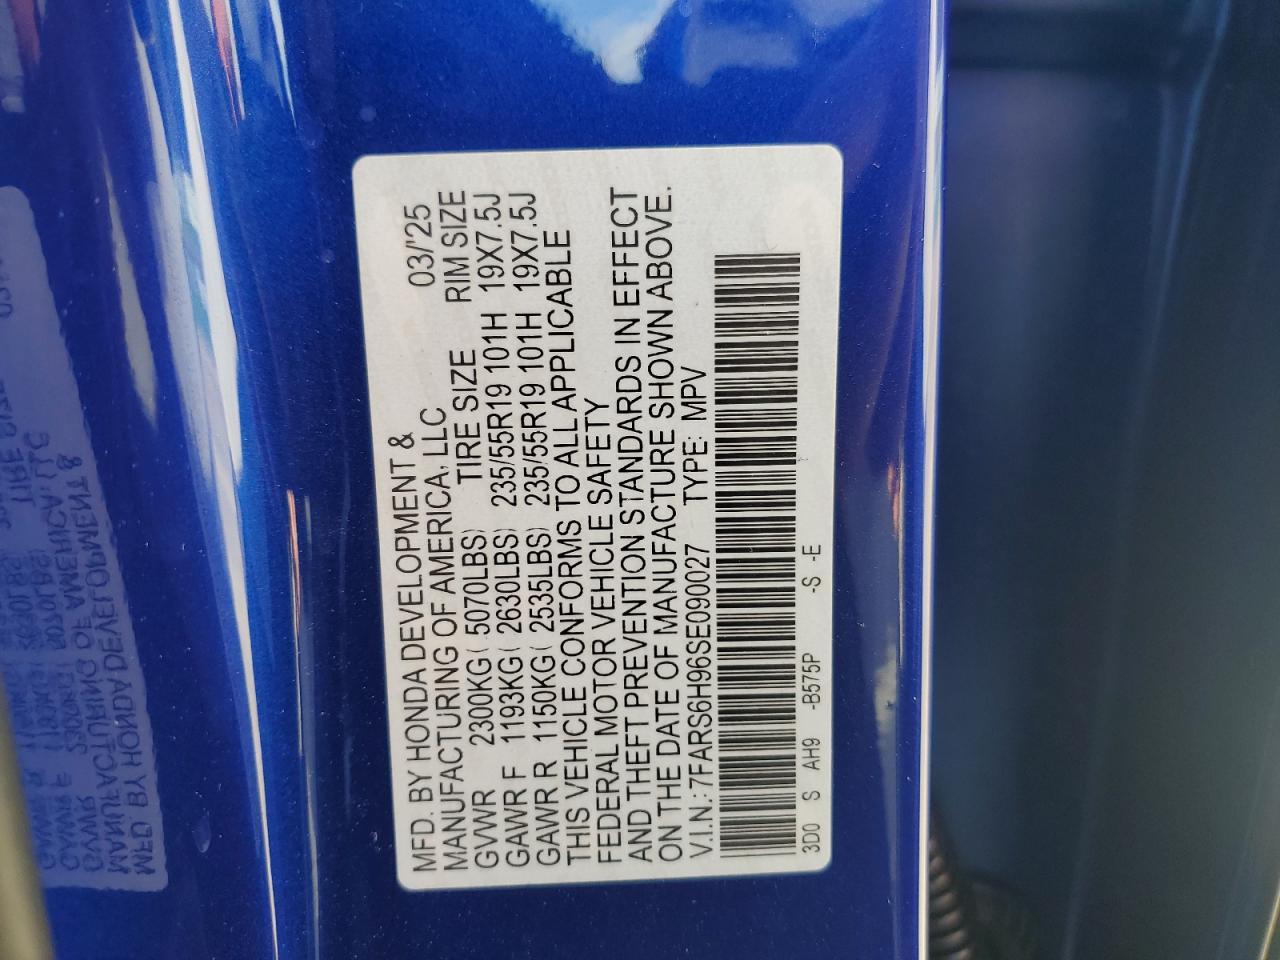 MFD. BY HONDA DEVELOPMENT &
MANUFACTURING OF AMERICA, LLC 03/'25
GVWR 2300KG( 5070LBS) TIRE SIZE RIM SIZE
GAWR F 1193KG( 2630LBS) 235/55R19 101H 19X7.5J
GAWR R 1150KG( 2535LBS) 235/55R19 101H 19X7.5J
THIS VEHICLE CONFORMS TO ALL APPLICABLE
FEDERAL MOTOR VEHICLE SAFETY
AND THEFT PREVENTION STANDARDS IN EFFECT
ON THE DATE OF MANUFACTURE SHOWN ABOVE.
V.I.N.: 7FARS6H96SE090027 TYPE: MPV
3D0 S AH9 -B575P -S -E